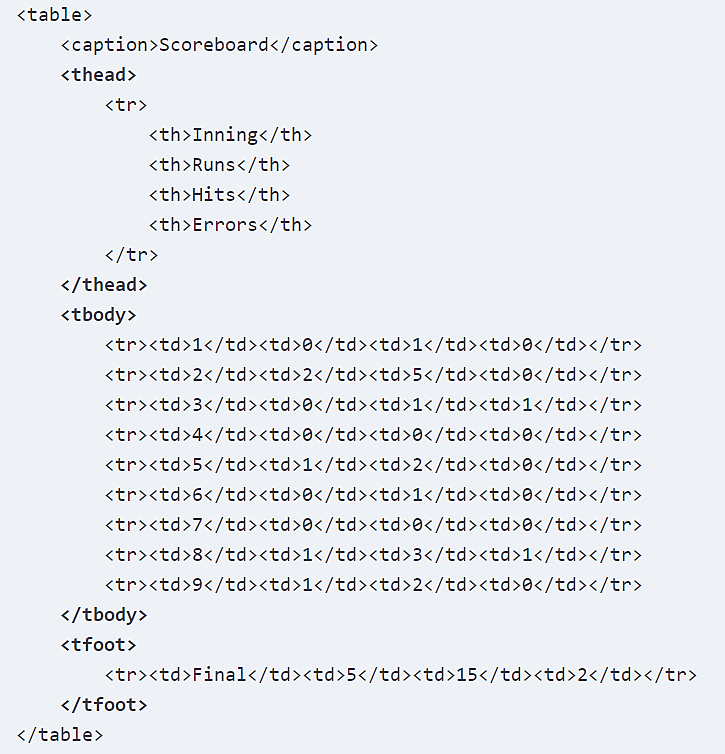 <table>
<caption>Scoreboard</caption>
<thead>
<tr>
<th>Inning</th>
<th>Runs</th>
<th>Hits</th>
<th>Errors</th>
</tr>
</thead>
<tbody>
<tr><td>1</td><td>0</td><td>1</td><td>0</td></tr>
<tr><td>2</td><td>2</td><td>5</td><td>0</td></tr>
<tr><td>3</td><td>0</td><td>1</td><td>1</td></tr>
<tr><td>4</td><td>0</td><td>0</td><td>0</td></tr>
<tr><td>5</td><td>1</td><td>2</td><td>0</td></tr>
<tr><td>6</td><td>0</td><td>1</td><td>0</td></tr>
<tr><td>7</td><td>0</td><td>0</td><td>0</td></tr>
<tr><td>8</td><td>1</td><td>3</td><td>1</td></tr>
<tr><td>9</td><td>1</td><td>2</td><td>0</td></tr>
</tbody>
<tfoot>
<tr><td>Final</td><td>5</td><td>15</td><td>2</td></tr>
</tfoot>
</table>